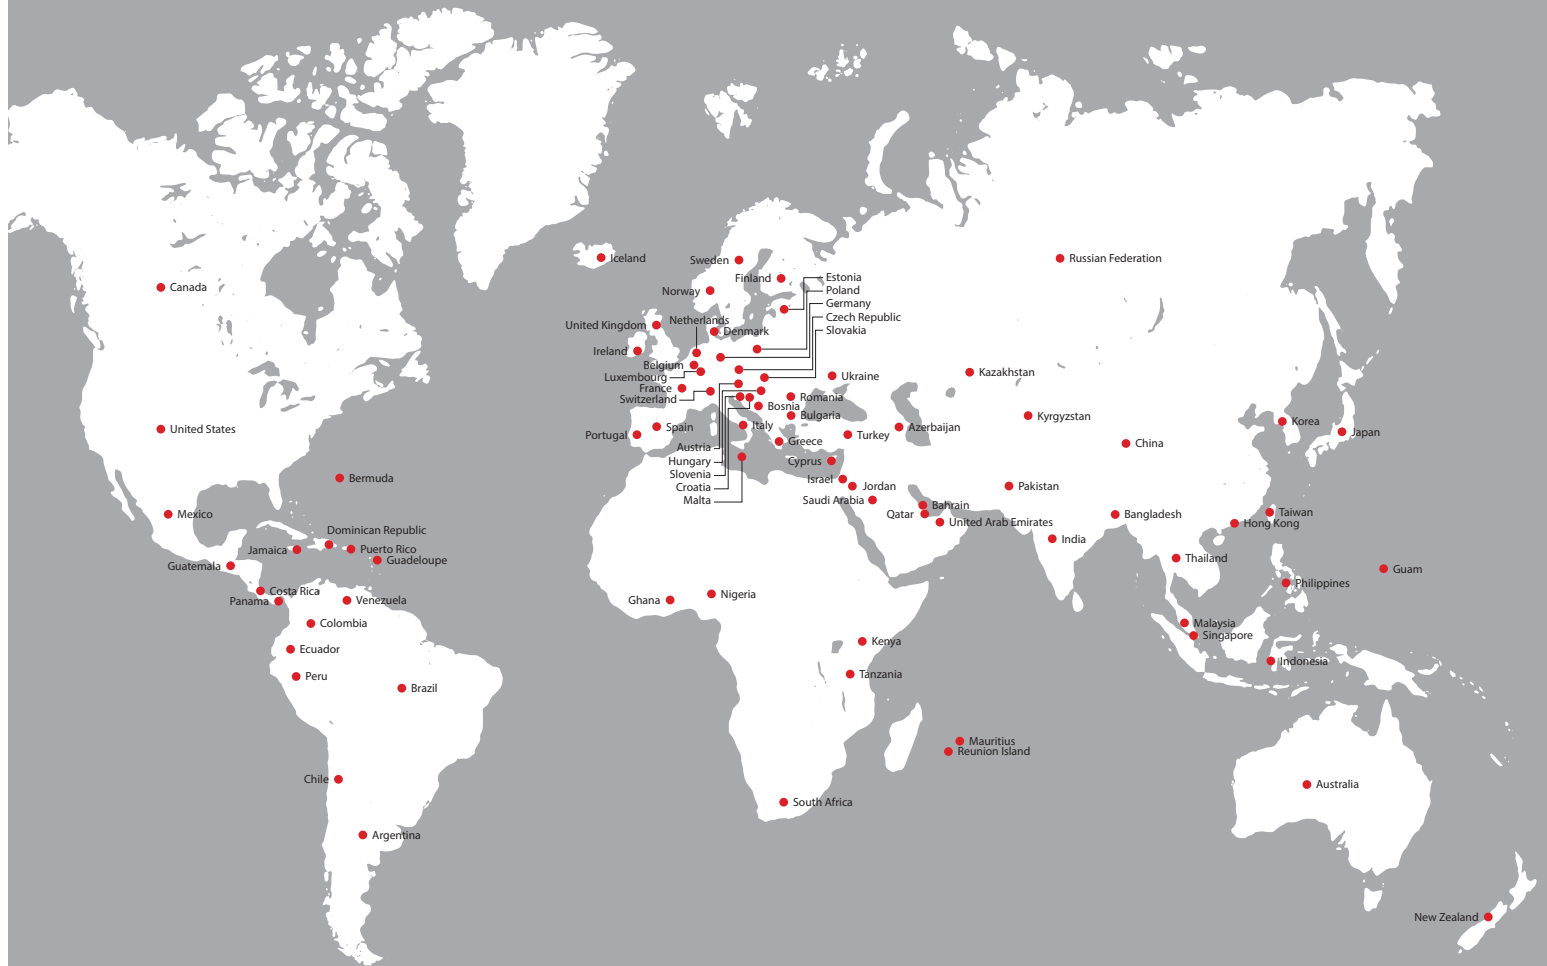 Iceland
Sweden
Russian Federation
Finland
Estonia
Canada
Norway
Poland
Germany
Netherlands
Czech Republic
United Kingdom
Denmark
Slovakia
Ireland
Belgium
Luxembourg
Ukraine
Kazakhstan
France
Switzerland
Romania
Bosnia
Bulgaria
Kyrgyzstan
United States
Spain
Italy
Azerbaijan
Korea
Portugal
Turkey
Japan
Greece
China
Austria
Hungary
Cyprus
Slovenia
Bermuda
Israel
Croatia
Jordan
Pakistan
Malta
Saudi Arabia
Bahrain
Mexico
Qatar
Bangladesh
Taiwan
United Arab Emirates
Hong Kong
Dominican Republic
India
Jamaica
Puerto Rico
Guadeloupe
Thailand
Guatemala
Guam
Philippines
Costa Rica
Nigeria
Panama
Venezuela
Ghana
Colombia
Malaysia
Singapore
Kenya
Ecuador
Indonesia
Tanzania
Peru
Brazil
Mauritius
Reunion Island
Chile
Australia
South Africa
Argentina
New Zealand